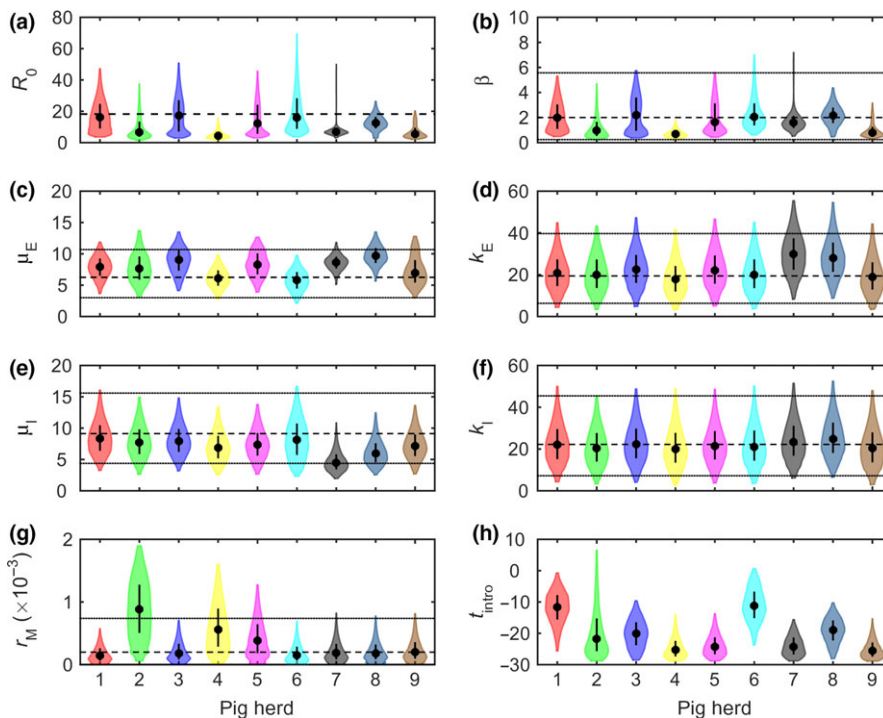 (a)
R0
80
60
40
20
0
(b)
β
10
8
6
4
2
0
(c)
μE
20
15
10
5
0
(d)
kE
60
40
20
0
(e)
μI
20
15
10
5
0
(f)
kI
60
40
20
0
(g)
rM (×10−3)
2
1
0
1 2 3 4 5 6 7 8 9
Pig herd
(h)
tintro
10
0
−10
−20
−30
1 2 3 4 5 6 7 8 9
Pig herd